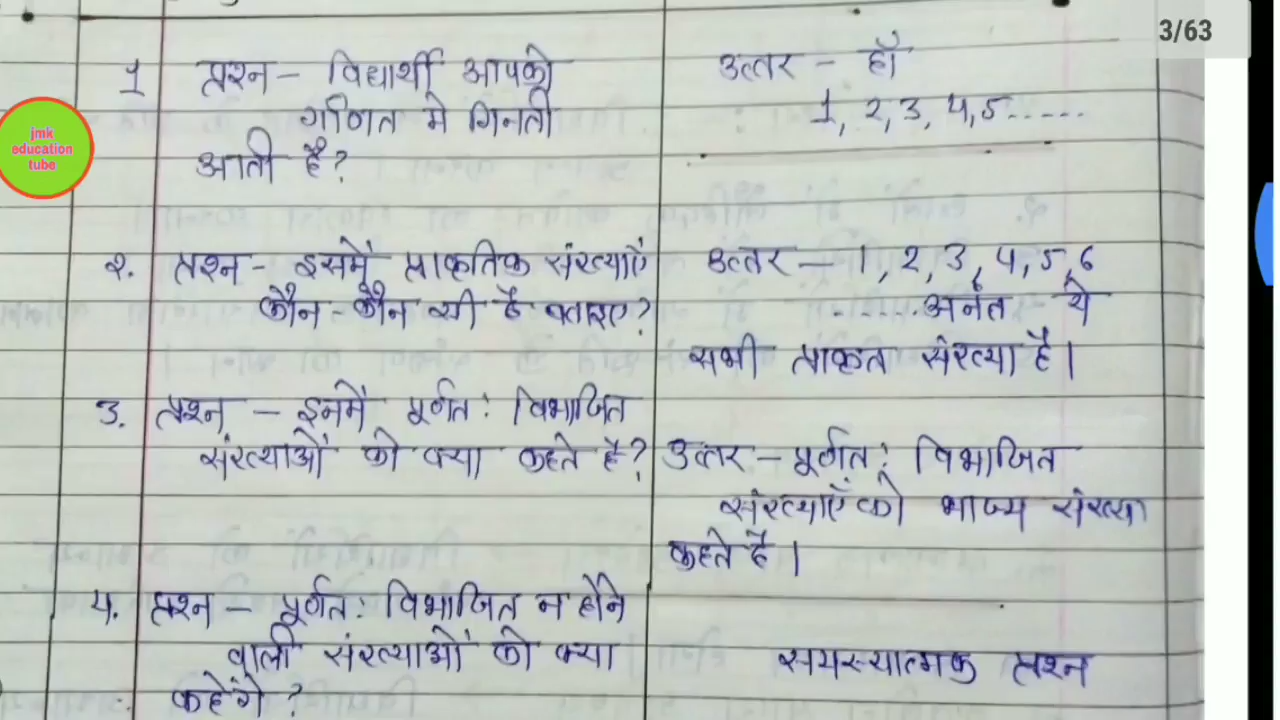 3/63
jmk
education
tube
1 प्रश्न - विद्यार्थी आपको
गणित मे गिनती
आती है?
उत्तर - हाँ
1, 2, 3, 4, 5.....
२. प्रश्न - इसमें प्राकृतिक संख्याएँ
कौन-कौन सी है बताइए?
उत्तर - 1, 2, 3, 4, 5, 6
......अनंत ये
सभी प्राकृत संख्या है।
3. प्रश्न - इनमें पूर्णत: विभाजित
संख्याओं को क्या कहते है?
उत्तर - पूर्णत: विभाजित
संख्याएँ को भाज्य संख्या
कहते है।
4. प्रश्न - पूर्णत: विभाजित न होने
वाली संख्याओं को क्या
कहेंगे?
समस्यात्मक प्रश्न